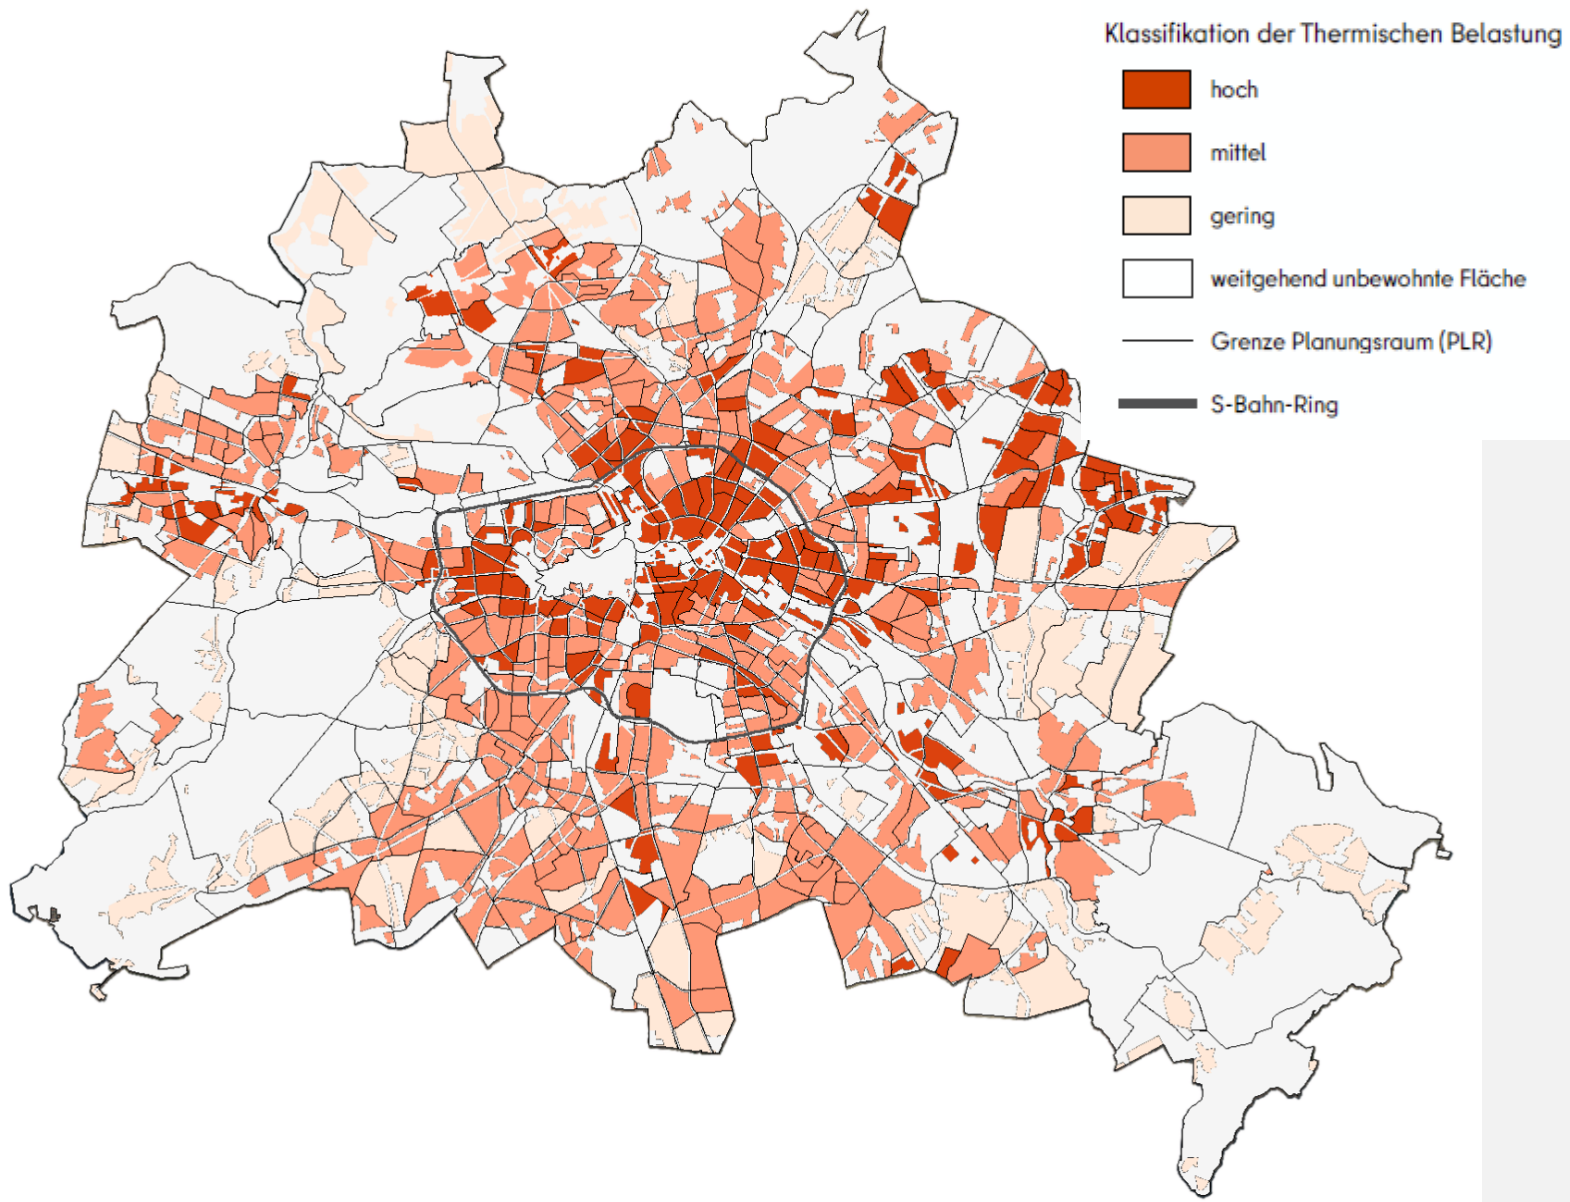 Klassifikation der Thermischen Belastung
hoch
mittel
gering
weitgehend unbewohnte Fläche
Grenze Planungsraum (PLR)
S-Bahn-Ring